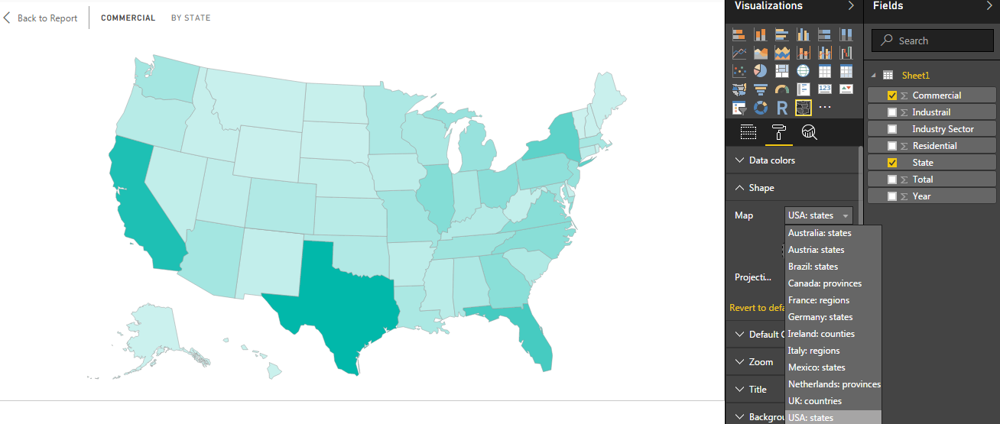 Back to Report
COMMERCIAL BY STATE
Visualizations
Fields
Search
Sheet1
Commercial
Industrail
Industry Sector
Residential
State
Total
Year
123
R
Data colors
Shape
Map
USA: states
Australia: states
Austria: states
Brazil: states
Canada: provinces
France: regions
Germany: states
Ireland: counties
Italy: regions
Mexico: states
Netherlands: provinces
UK: countries
USA: states
Projecti...
Revert to defa
Default C
Zoom
Title
Backgrou